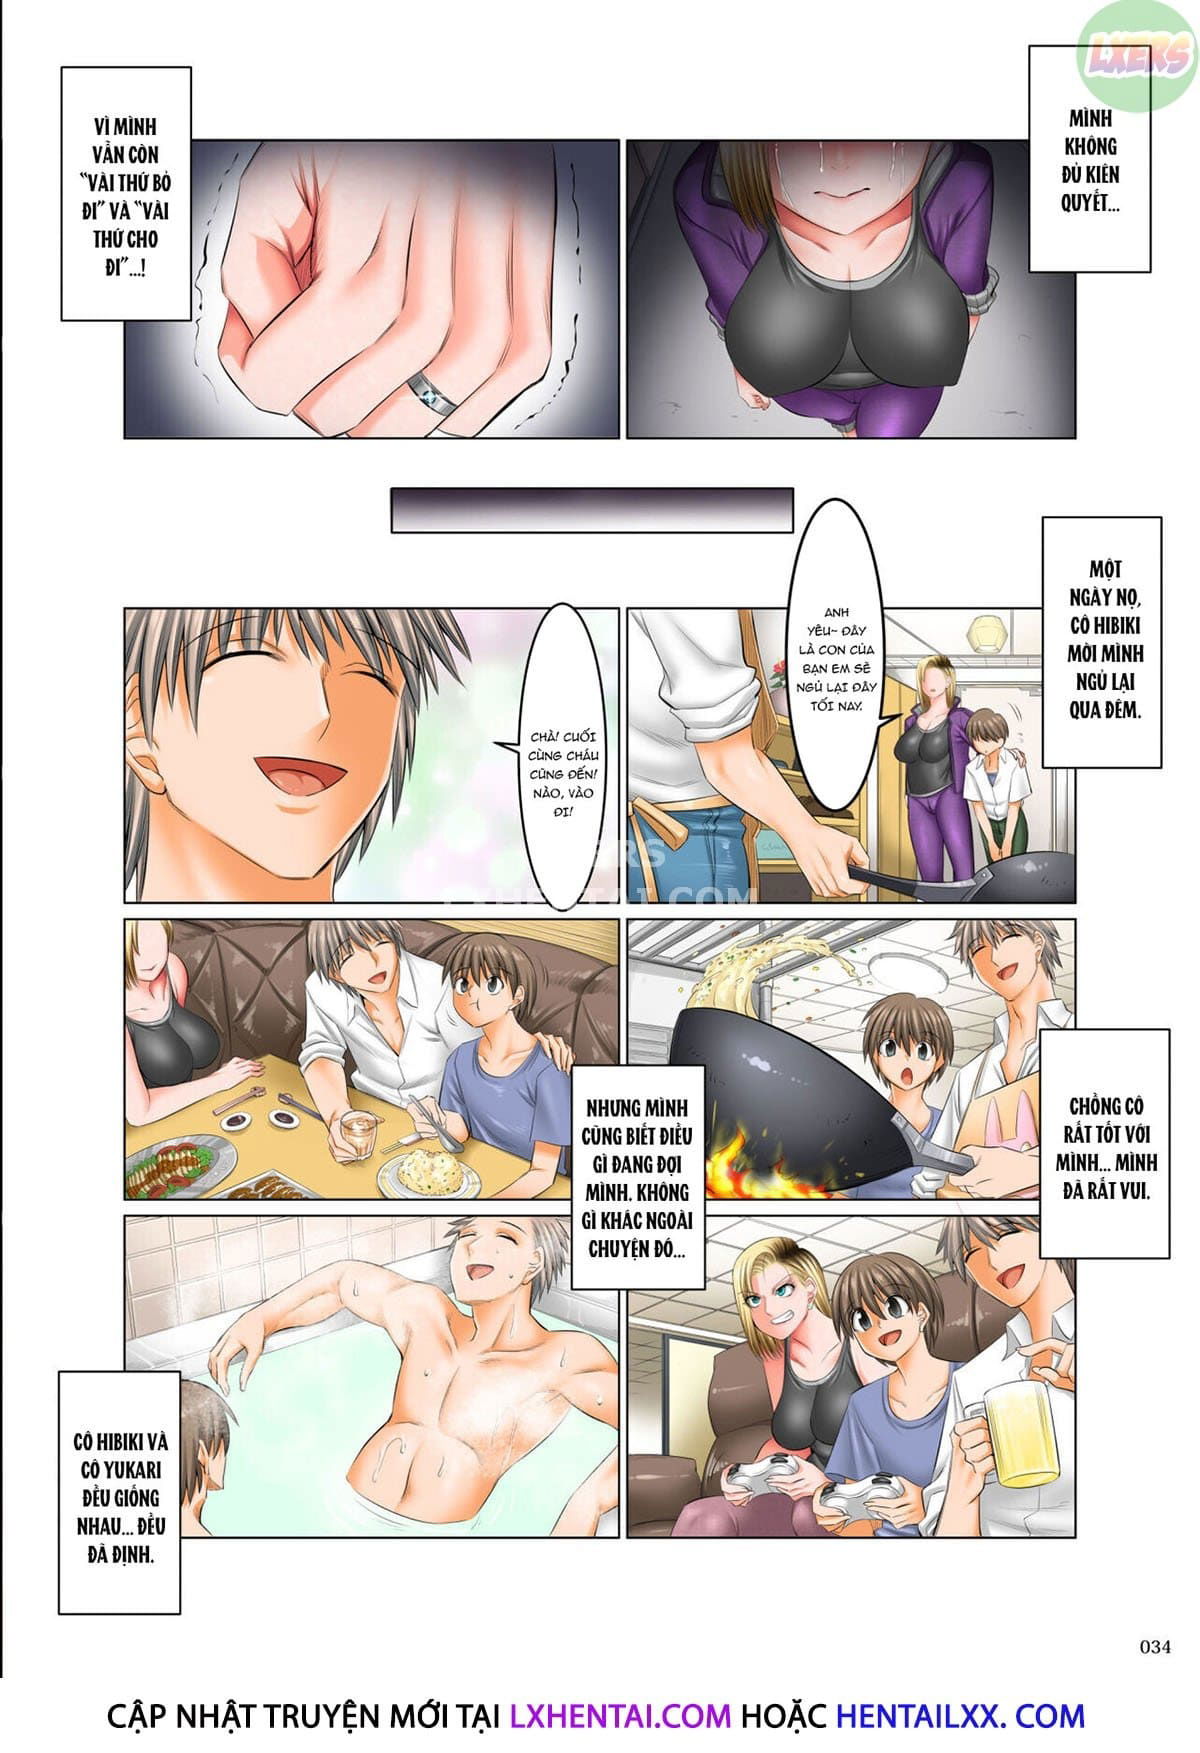 LXERS
MÌNH
KHÔNG
ĐỦ KIÊN
QUYẾT...
VÌ MÌNH
VẪN CÒN
"VÀI THỨ BỎ
ĐI" VÀ "VÀI
THỨ CHO
ĐI"...!
MỘT
NGÀY NỌ,
CÔ HIBIKI
MỜI MÌNH
NGỦ LẠI
QUA ĐÊM.
ANH
YÊU~ ĐÂY
LÀ CON CỦA
BẠN EM SẼ
NGỦ LẠI ĐÂY
TỐI NAY.
CHÀ! CUỐI
CÙNG CHÁU
CŨNG ĐẾN!
NÀO, VÀO
ĐI!
LXHENTAI.COM
CHỒNG CÔ
RẤT TỐT VỚI
MÌNH... MÌNH
ĐÃ RẤT VUI.
NHƯNG MÌNH
CŨNG BIẾT ĐIỀU
GÌ ĐANG ĐỢI
MÌNH. KHÔNG
GÌ KHÁC NGOÀI
CHUYỆN ĐÓ...
CÔ HIBIKI VÀ
CÔ YUKARI
ĐỀU GIỐNG
NHAU... ĐỀU
ĐÃ ĐỊNH.
034
CẬP NHẬT TRUYỆN MỚI TẠI LXHENTAI.COM HOẶC HENTAILXX. COM